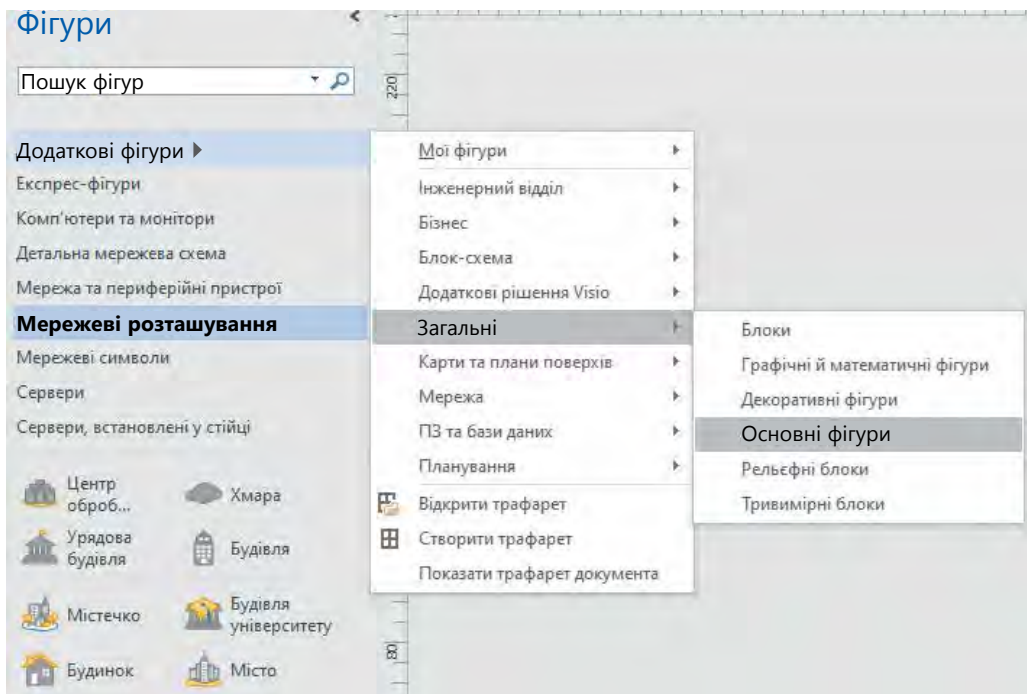 Фігури
Пошук фігур
220
Додаткові фігури
Експрес-фігури
Комп'ютери та монітори
Детальна мережева схема
Мережа та периферійні пристрої
Мережеві розташування
Мережеві символи
Сервери
Сервери, встановлені у стійці
Центр
оброб...
Хмара
Урядова
будівля
Будівля
Містечко
Будівля
університету
Будинок
Місто
Мої фігури
Інженерний відділ
Бізнес
Блок-схема
Додаткові рішення Visio
Загальні
Карти та плани поверхів
Мережа
ПЗ та бази даних
Планування
Відкрити трафарет
Створити трафарет
Показати трафарет документа
Блоки
Графічні й математичні фігури
Декоративні фігури
Основні фігури
Рельєфні блоки
Тривимірні блоки